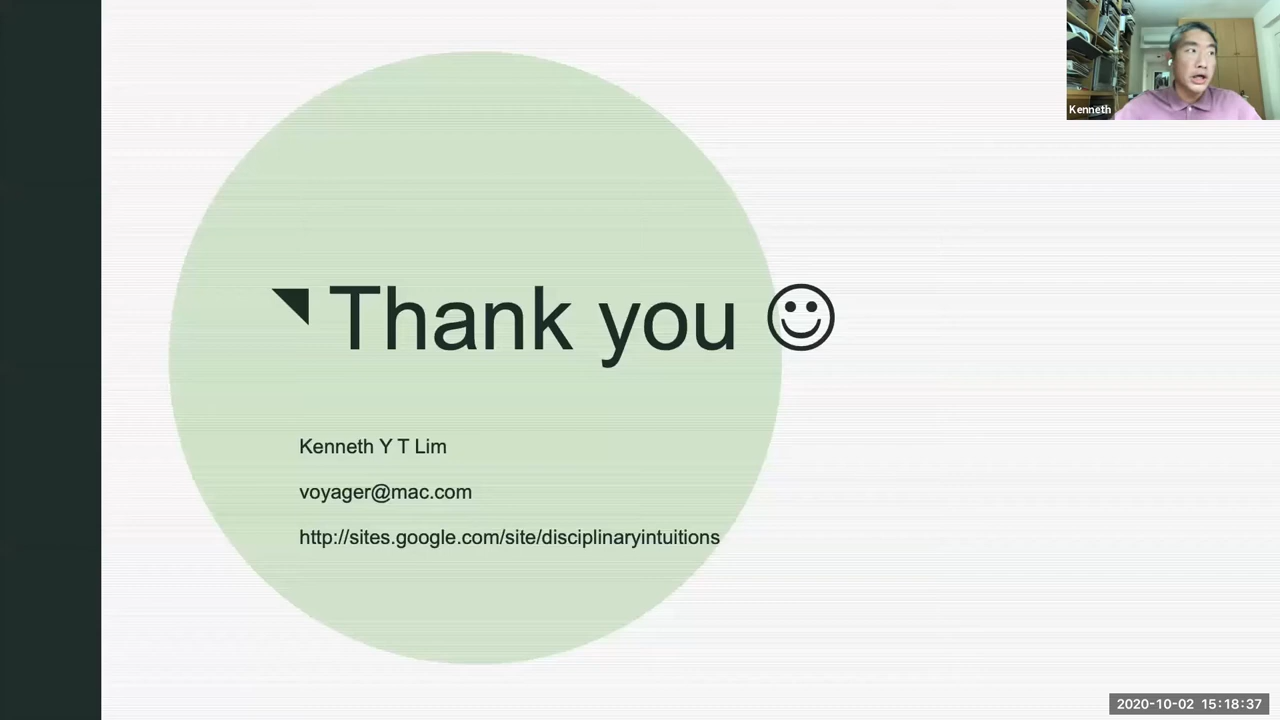 Kenneth
Thank you ☺
Kenneth Y T Lim
voyager@mac.com
http://sites.google.com/site/disciplinaryintuitions
2020-10-02 15:18:37